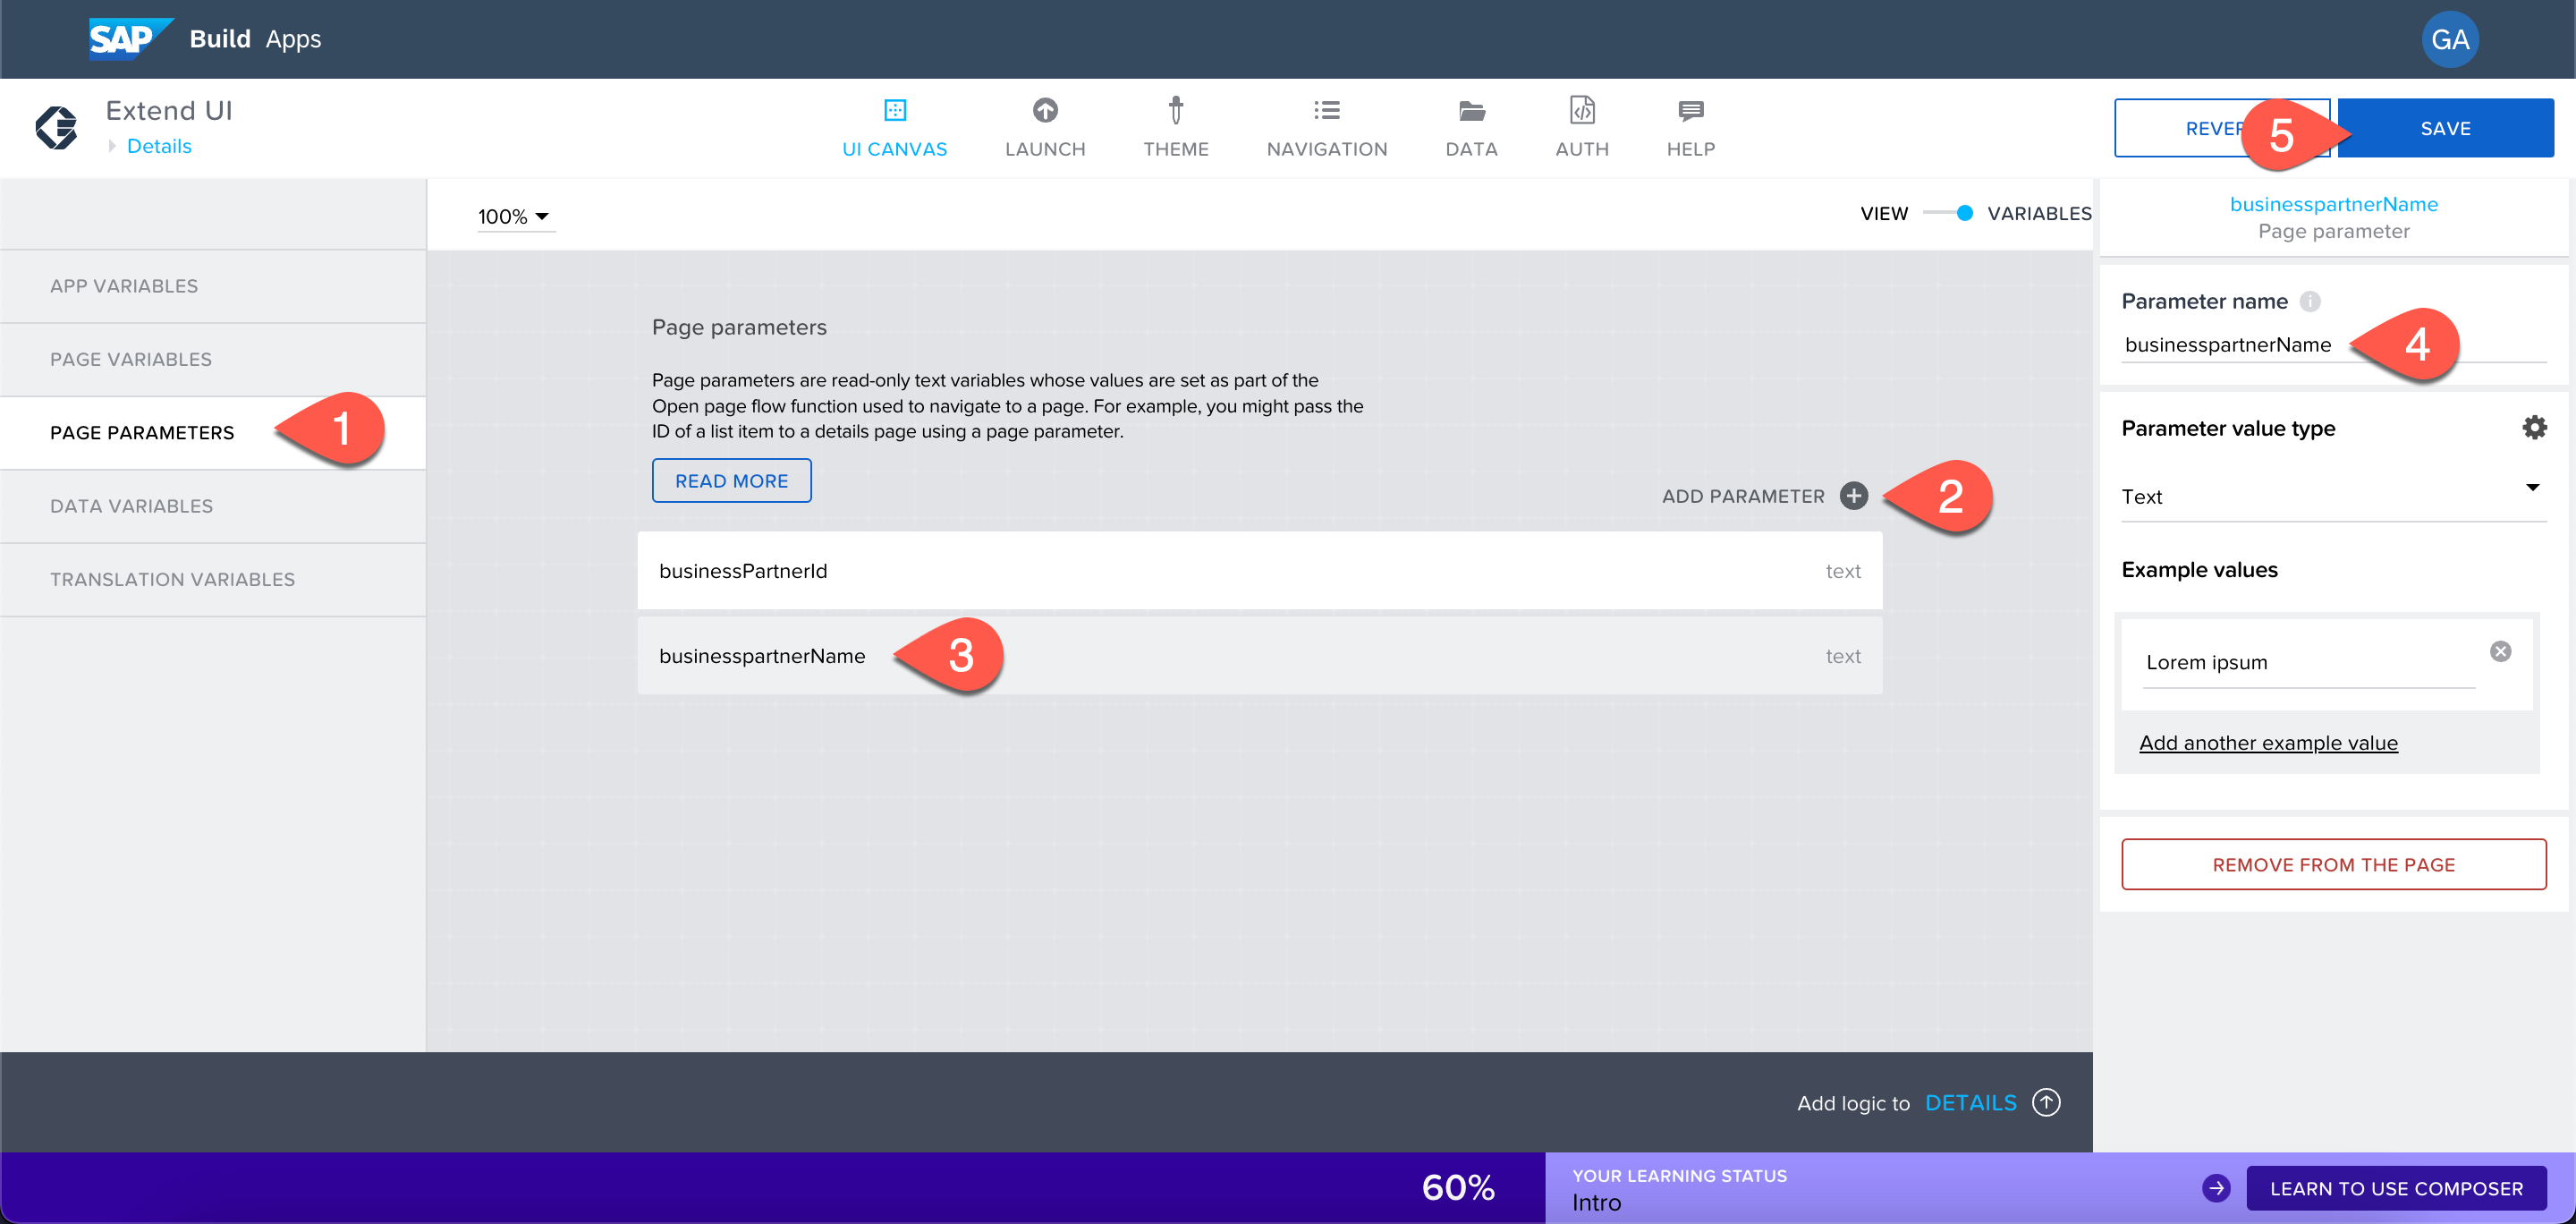 SAP Build Apps
GA
Extend UI
Details
UI CANVAS
LAUNCH
THEME
NAVIGATION
DATA
AUTH
HELP
REVER
5
SAVE
100%
VIEW
VARIABLES
APP VARIABLES
PAGE VARIABLES
PAGE PARAMETERS
1
DATA VARIABLES
TRANSLATION VARIABLES
Page parameters
Page parameters are read-only text variables whose values are set as part of the
Open page flow function used to navigate to a page. For example, you might pass the
ID of a list item to a details page using a page parameter.
READ MORE
ADD PARAMETER
2
businessPartnerId text
businesspartnerName
3
text
businesspartnerName
Page parameter
Parameter name
businesspartnerName
4
Parameter value type
Text
Example values
Lorem ipsum
Add another example value
REMOVE FROM THE PAGE
Add logic to DETAILS
60%
YOUR LEARNING STATUS
Intro
LEARN TO USE COMPOSER